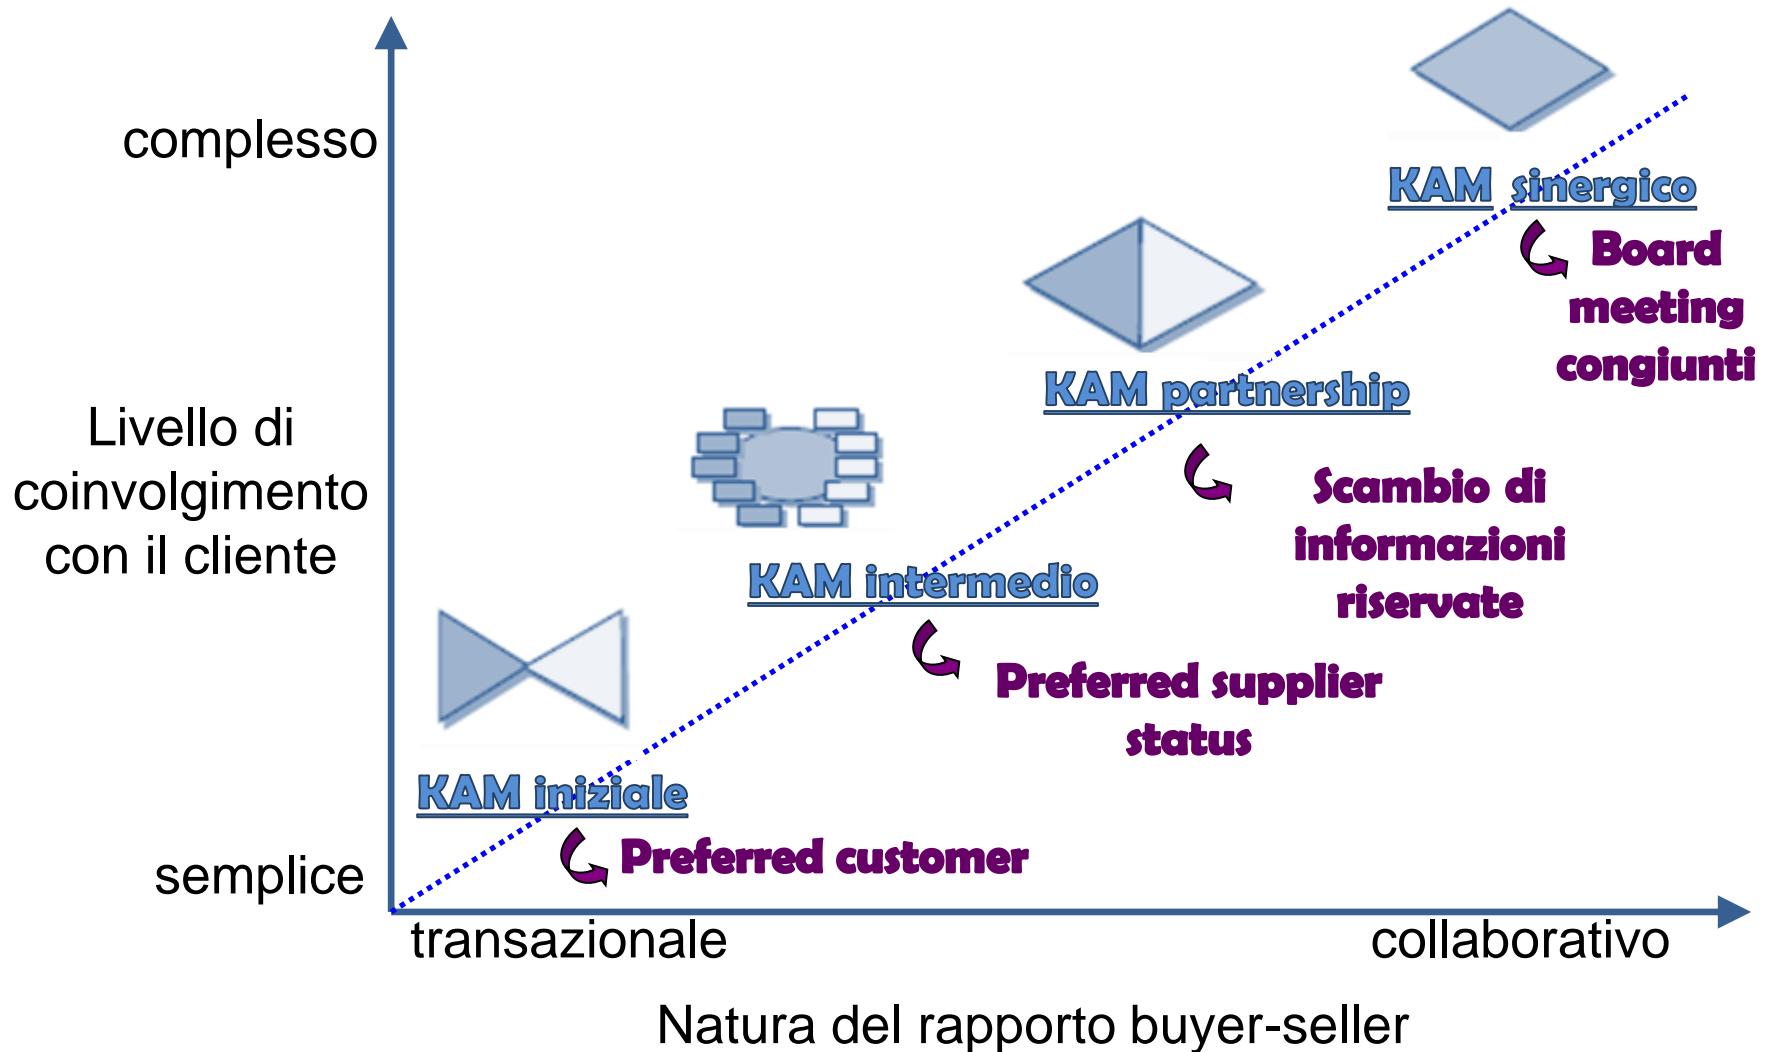 complesso
KAM sinergico
Board
meeting
congiunti
KAM partnership
Livello di
coinvolgimento
con il cliente
Scambio di
informazioni
riservate
KAM intermedio
Preferred supplier
status
KAM iniziale
Preferred customer
semplice
transazionale
collaborativo
Natura del rapporto buyer-seller